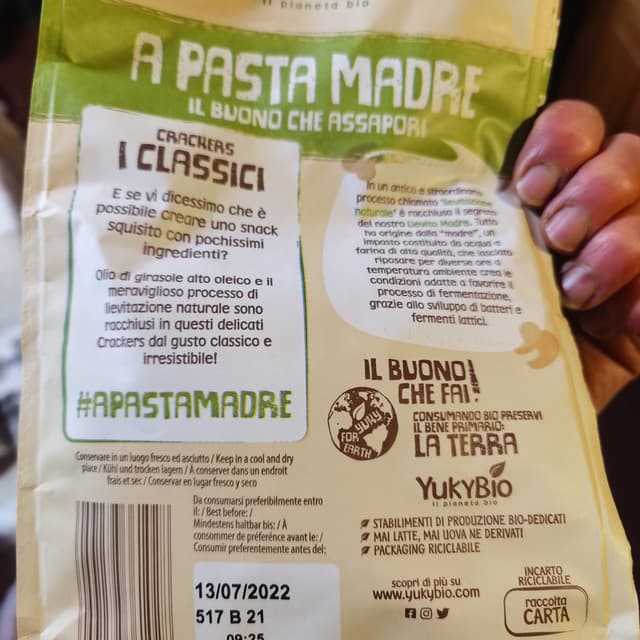 il pianeta bio
A PASTA MADRE
IL BUONO CHE ASSAPORI
CRACKERS
I CLASSICI
E se vi dicessimo che è
possibile creare uno snack
squisito con pochissimi
ingredienti?
Olio di girasole alto oleico e il
meraviglioso processo di
lievitazione naturale sono
racchiusi in questi delicati
Crackers dal gusto classico e
irresistibile!
#APASTAMADRE
In un antico e straordinario
processo chiamato "lievitazione
naturale" è racchiuso il segreto
del nostro Lievito Madre. Tutto
ha origine dalla "madre", un
impasto costituito da acqua e
farina di alta qualità, che lasciato
riposare per diverse ore a
temperatura ambiente crea le
condizioni adatte a favorire il
processo di fermentazione,
grazie allo sviluppo di batteri e
fermenti lattici.
IL BUONO
CHE FAI!
YUKY
FOR
EARTH
CONSUMANDO BIO PRESERVI
IL BENE PRIMARIO:
LA TERRA
Conservare in un luogo fresco ed asciutto / Keep in a cool and dry
place / Kühl und trocken lagern / À conserver dans un endroit
frais et sec / Conservar en lugar fresco y seco
Da consumarsi preferibilmente entro
il: / Best before: /
Mindestens haltbar bis: / À
consommer de préférence avant le: /
Consumir preferentemente antes del:
13/07/2022
517 B 21
09:25
YUKYBIO
il pianeta bio
STABILIMENTI DI PRODUZIONE BIO-DEDICATI
MAI LATTE, MAI UOVA NE DERIVATI
PACKAGING RICICLABILE
scopri di più su
www.yukybio.com
INCARTO
RICICLABILE
raccolta
CARTA